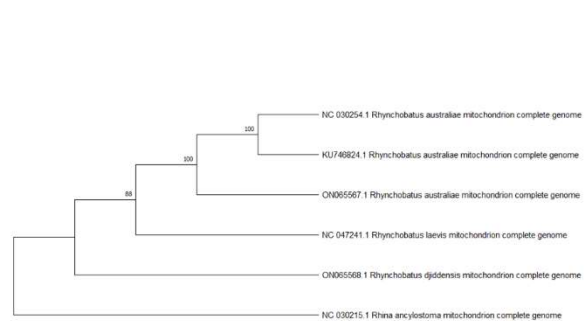 NC 030254.1 Rhynchobatus australiae mitochondrion complete genome
100
KU746824.1 Rhynchobatus australiae mitochondrion complete genome
100
ON065567.1 Rhynchobatus australiae mitochondrion complete genome
88
NC 047241.1 Rhynchobatus laevis mitochondrion complete genome
ON065568.1 Rhynchobatus djiddensis mitochondrion complete genome
NC 030215.1 Rhina ancylostoma mitochondrion complete genome